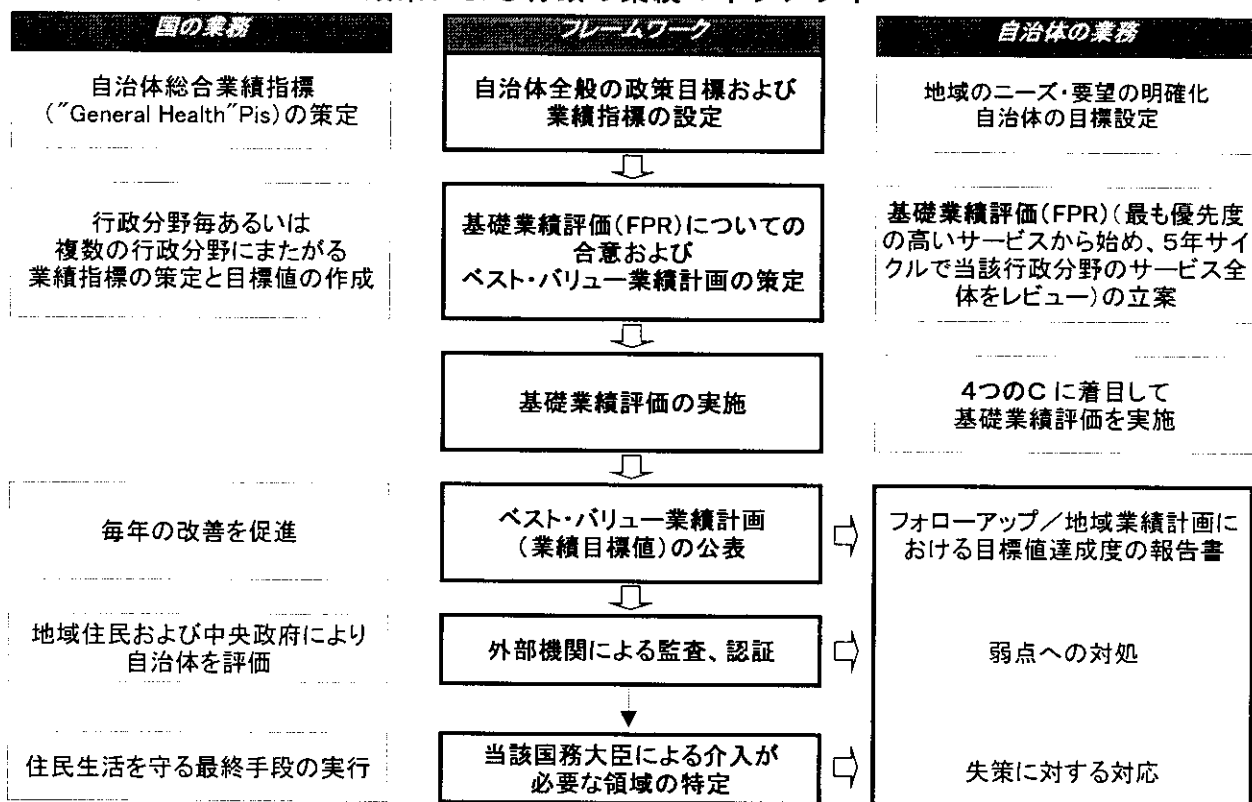 国の業務
自治体総合業績指標
("General Health"Pis)の策定
行政分野毎あるいは
複数の行政分野にまたがる
業績指標の策定と目標値の作成
毎年の改善を促進
地域住民および中央政府により
自治体を評価
住民生活を守る最終手段の実行
フレームワーク
自治体全般の政策目標および
業績指標の設定
基礎業績評価(FPR)についての
合意および
ベスト・バリュー業績計画の策定
基礎業績評価の実施
ベスト・バリュー業績計画
(業績目標値)の公表
外部機関による監査、認証
当該国務大臣による介入が
必要な領域の特定
自治体の業務
地域のニーズ・要望の明確化
自治体の目標設定
基礎業績評価(FPR)(最も優先度
の高いサービスから始め、5年サイ
クルで当該行政分野のサービス全
体をレビュー)の立案
4つのC に着目して
基礎業績評価を実施
フォローアップ/地域業績計画に
おける目標値達成度の報告書
弱点への対処
失策に対する対応